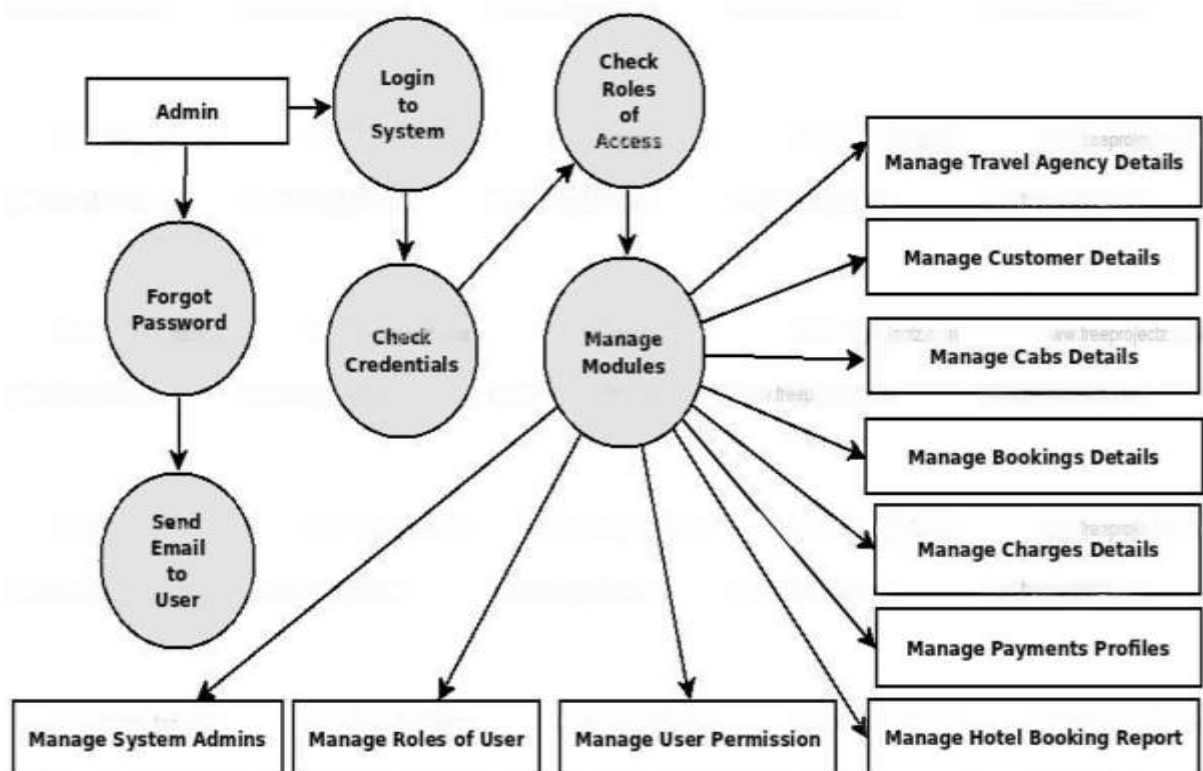 Admin
Login
to
System
Check
Roles
of
Access
Forgot
Password
Check
Credentials
Manage
Modules
Send
Email
to
User
Manage Travel Agency Details
Manage Customer Details
Manage Cabs Details
Manage Bookings Details
Manage Charges Details
Manage Payments Profiles
Manage Hotel Booking Report
Manage System Admins
Manage Roles of User
Manage User Permission